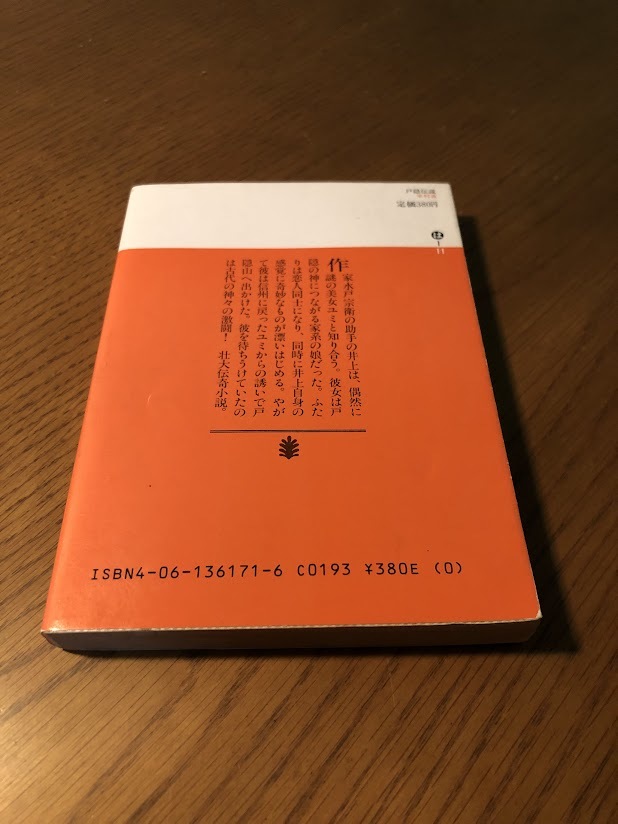 戸隠伝説
定価380円
は
1
11
作家水戸宗衛の助手の井上は、偶然に
謎の美女ユミと知り合う。彼女は戸
隠の神につながる家系の娘だった。ふた
りは恋人同士になり、同時に井上自身の
感覚に奇妙なものが漂いはじめる。やが
て彼は信州に戻ったユミからの誘いで戸
隠山へ出かけた。彼を待ちうけていたの
は古代の神々の激闘！　壮大伝奇小説。
ISBN4-06-136171-6 C0193 ¥380E (0)